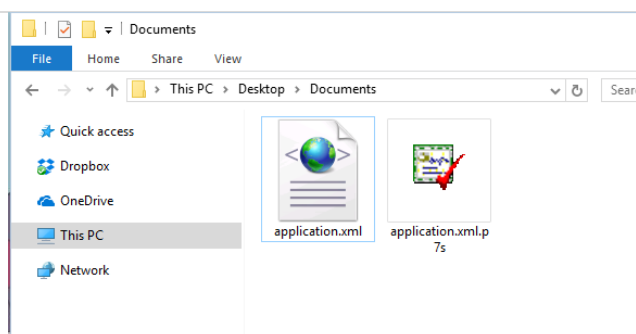 Documents
File Home Share View
This PC > Desktop > Documents
Quick access
Dropbox
OneDrive
This PC
Network
application.xml
application.xml.p
7s